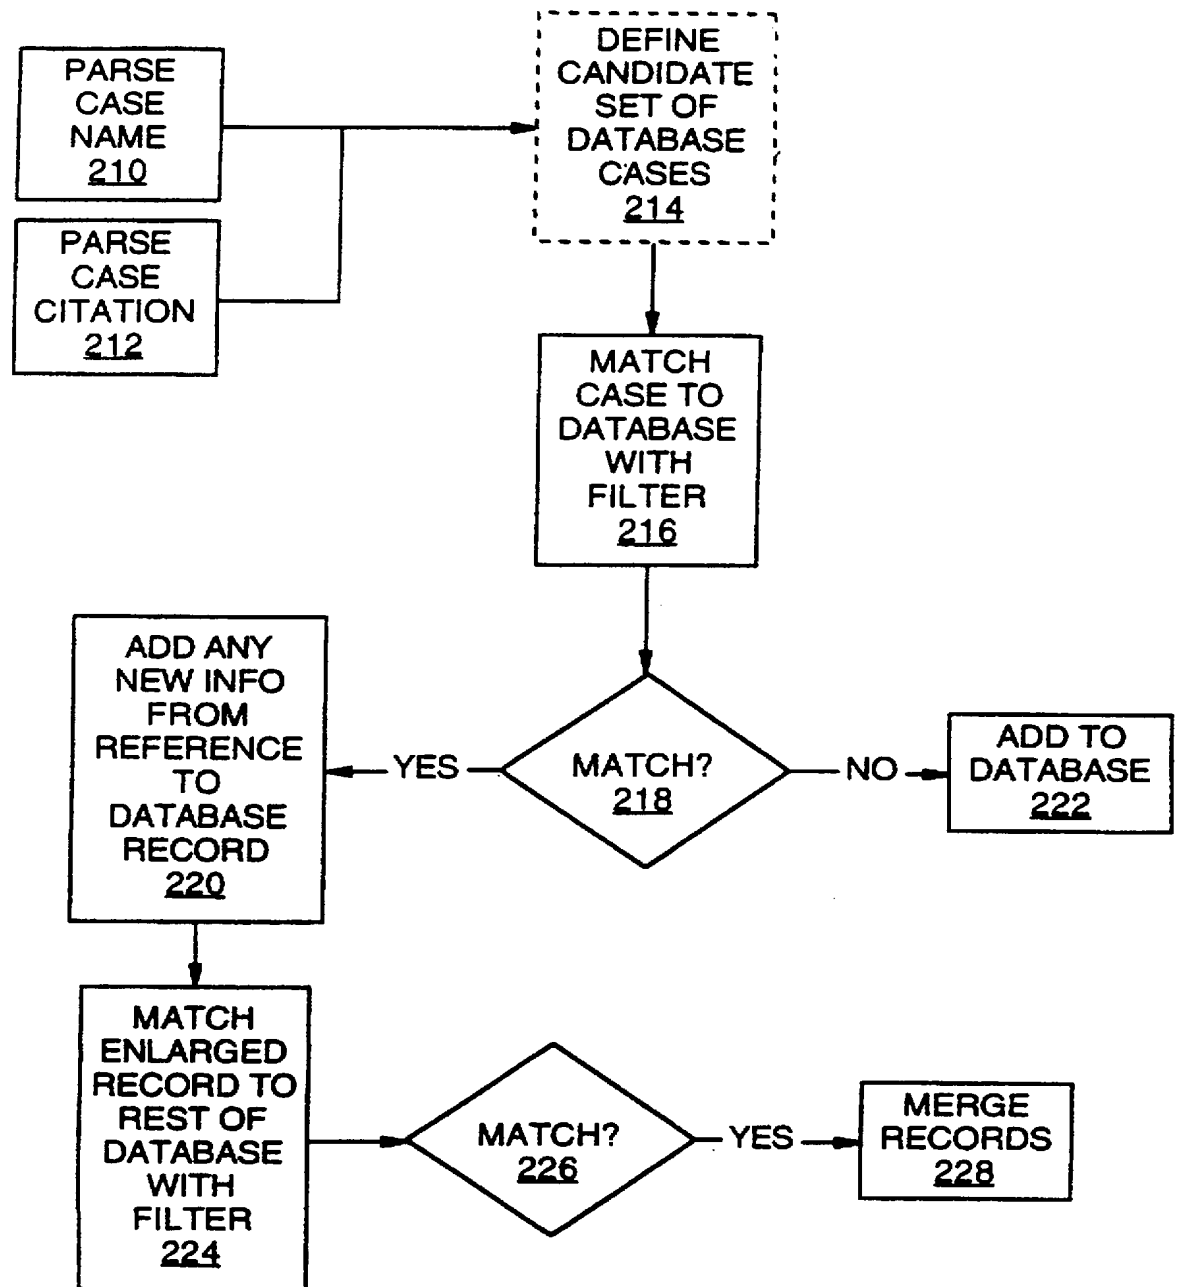 PARSE
CASE
NAME
210
PARSE
CASE
CITATION
212
DEFINE
CANDIDATE
SET OF
DATABASE
CASES
214
MATCH
CASE TO
DATABASE
WITH
FILTER
216
MATCH?
218
YES
NO
ADD TO
DATABASE
222
ADD ANY
NEW INFO
FROM
REFERENCE
TO
DATABASE
RECORD
220
MATCH
ENLARGED
RECORD TO
REST OF
DATABASE
WITH
FILTER
224
MATCH?
226
YES
MERGE
RECORDS
228